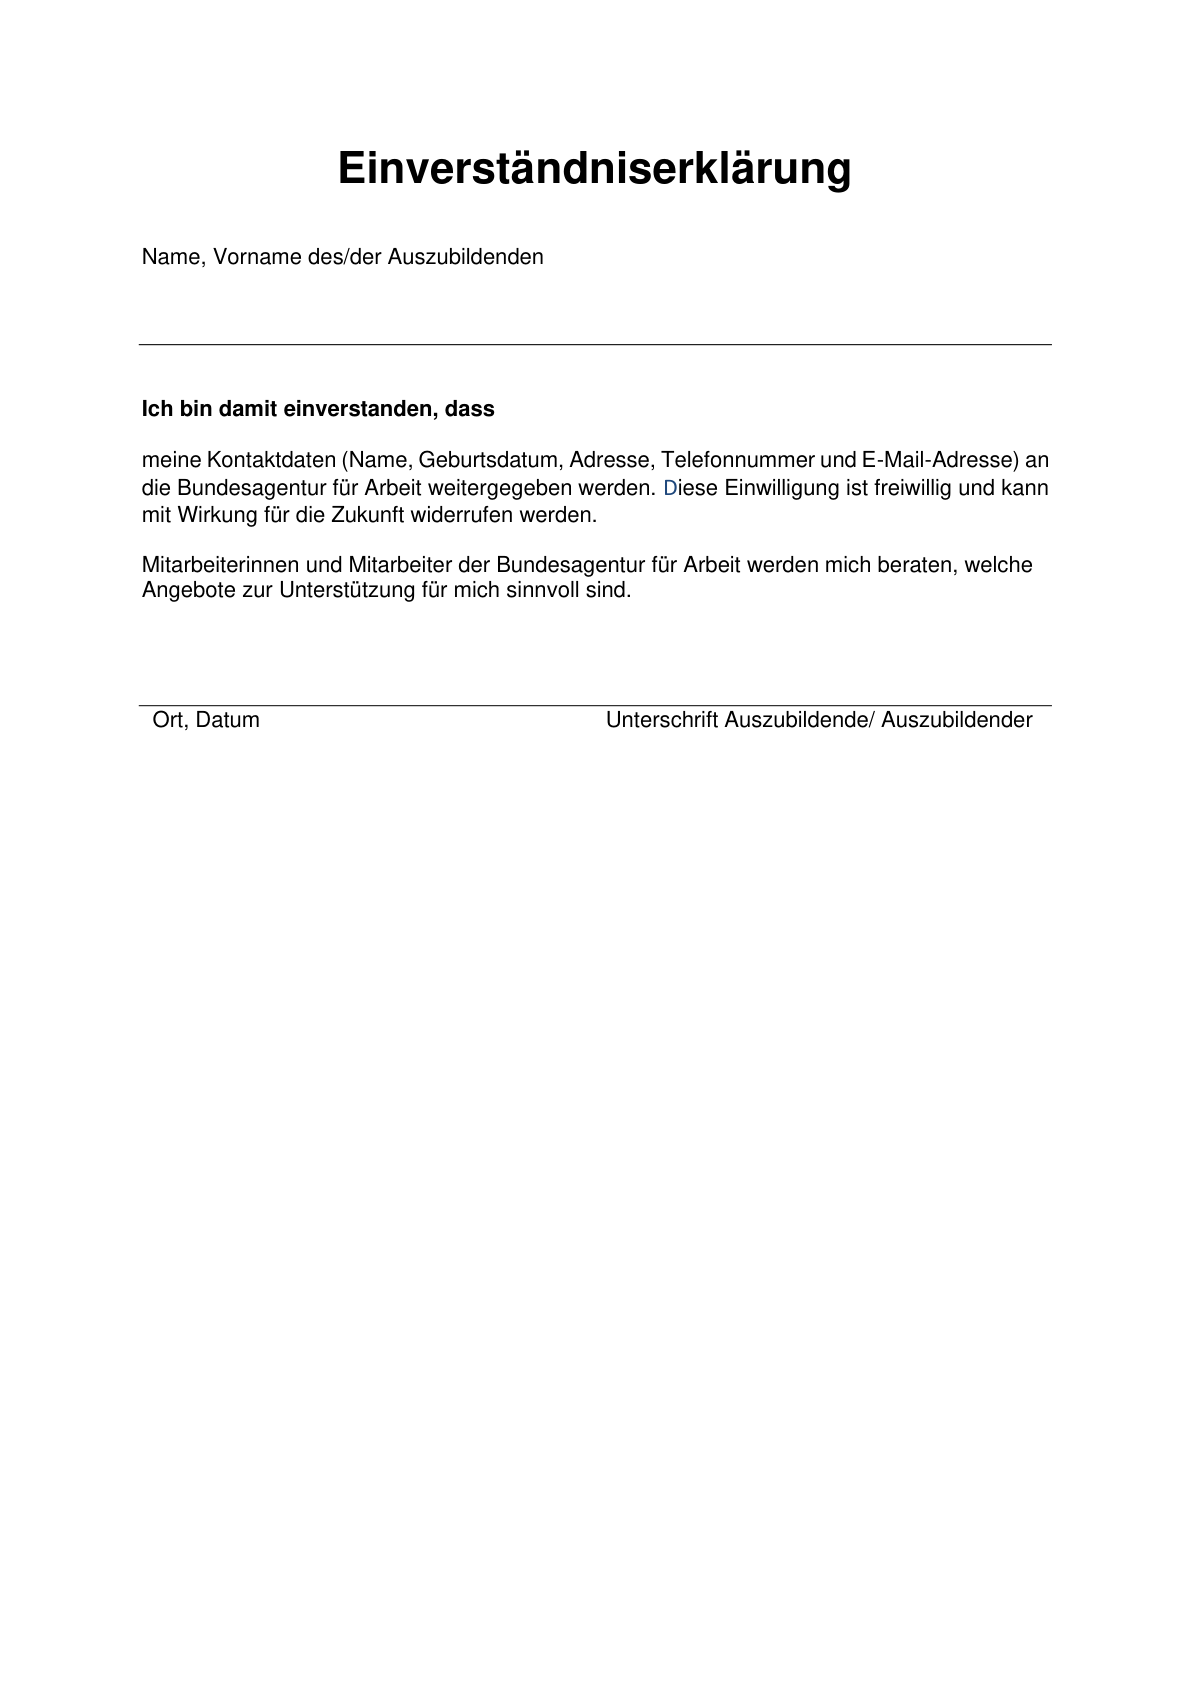 Einverständniserklärung
Name, Vorname des/der Auszubildenden
Ich bin damit einverstanden, dass
meine Kontaktdaten (Name, Geburtsdatum, Adresse, Telefonnummer und E-Mail-Adresse) an
die Bundesagentur für Arbeit weitergegeben werden. Diese Einwilligung ist freiwillig und kann
mit Wirkung für die Zukunft widerrufen werden.
Mitarbeiterinnen und Mitarbeiter der Bundesagentur für Arbeit werden mich beraten, welche
Angebote zur Unterstützung für mich sinnvoll sind.
Ort, Datum Unterschrift Auszubildende/ Auszubildender